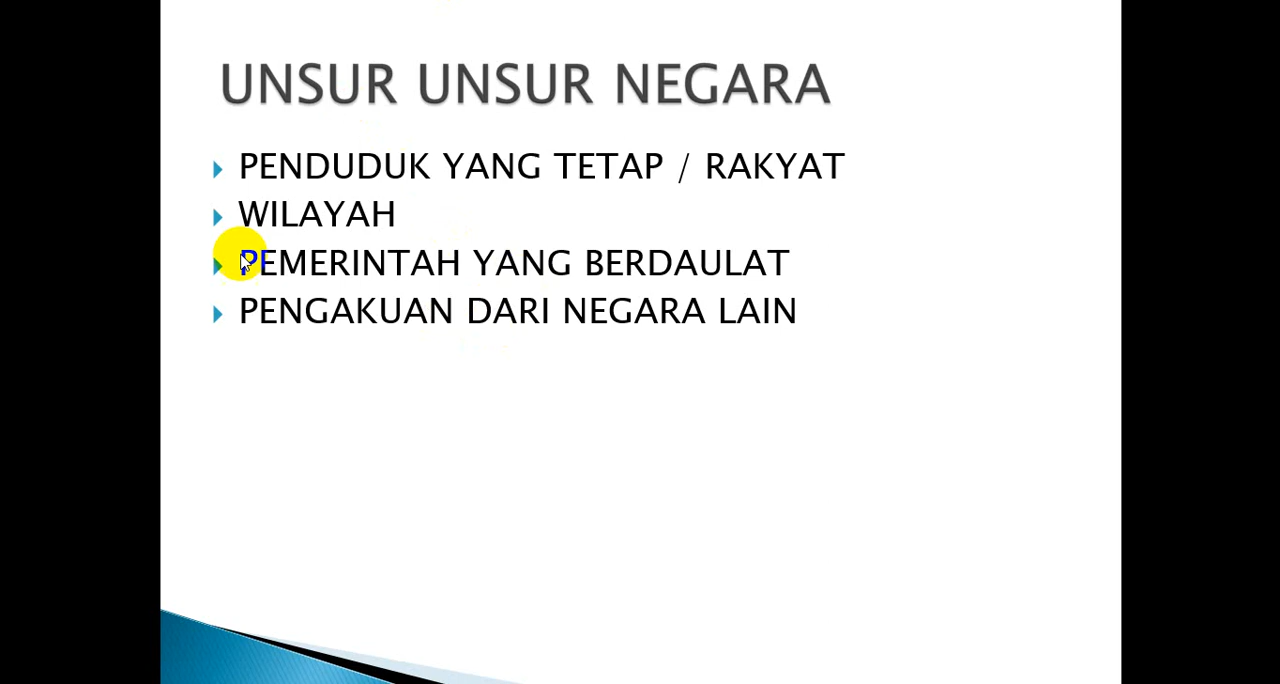 UNSUR UNSUR NEGARA
PENDUDUK YANG TETAP / RAKYAT
WILAYAH
PEMERINTAH YANG BERDAULAT
PENGAKUAN DARI NEGARA LAIN